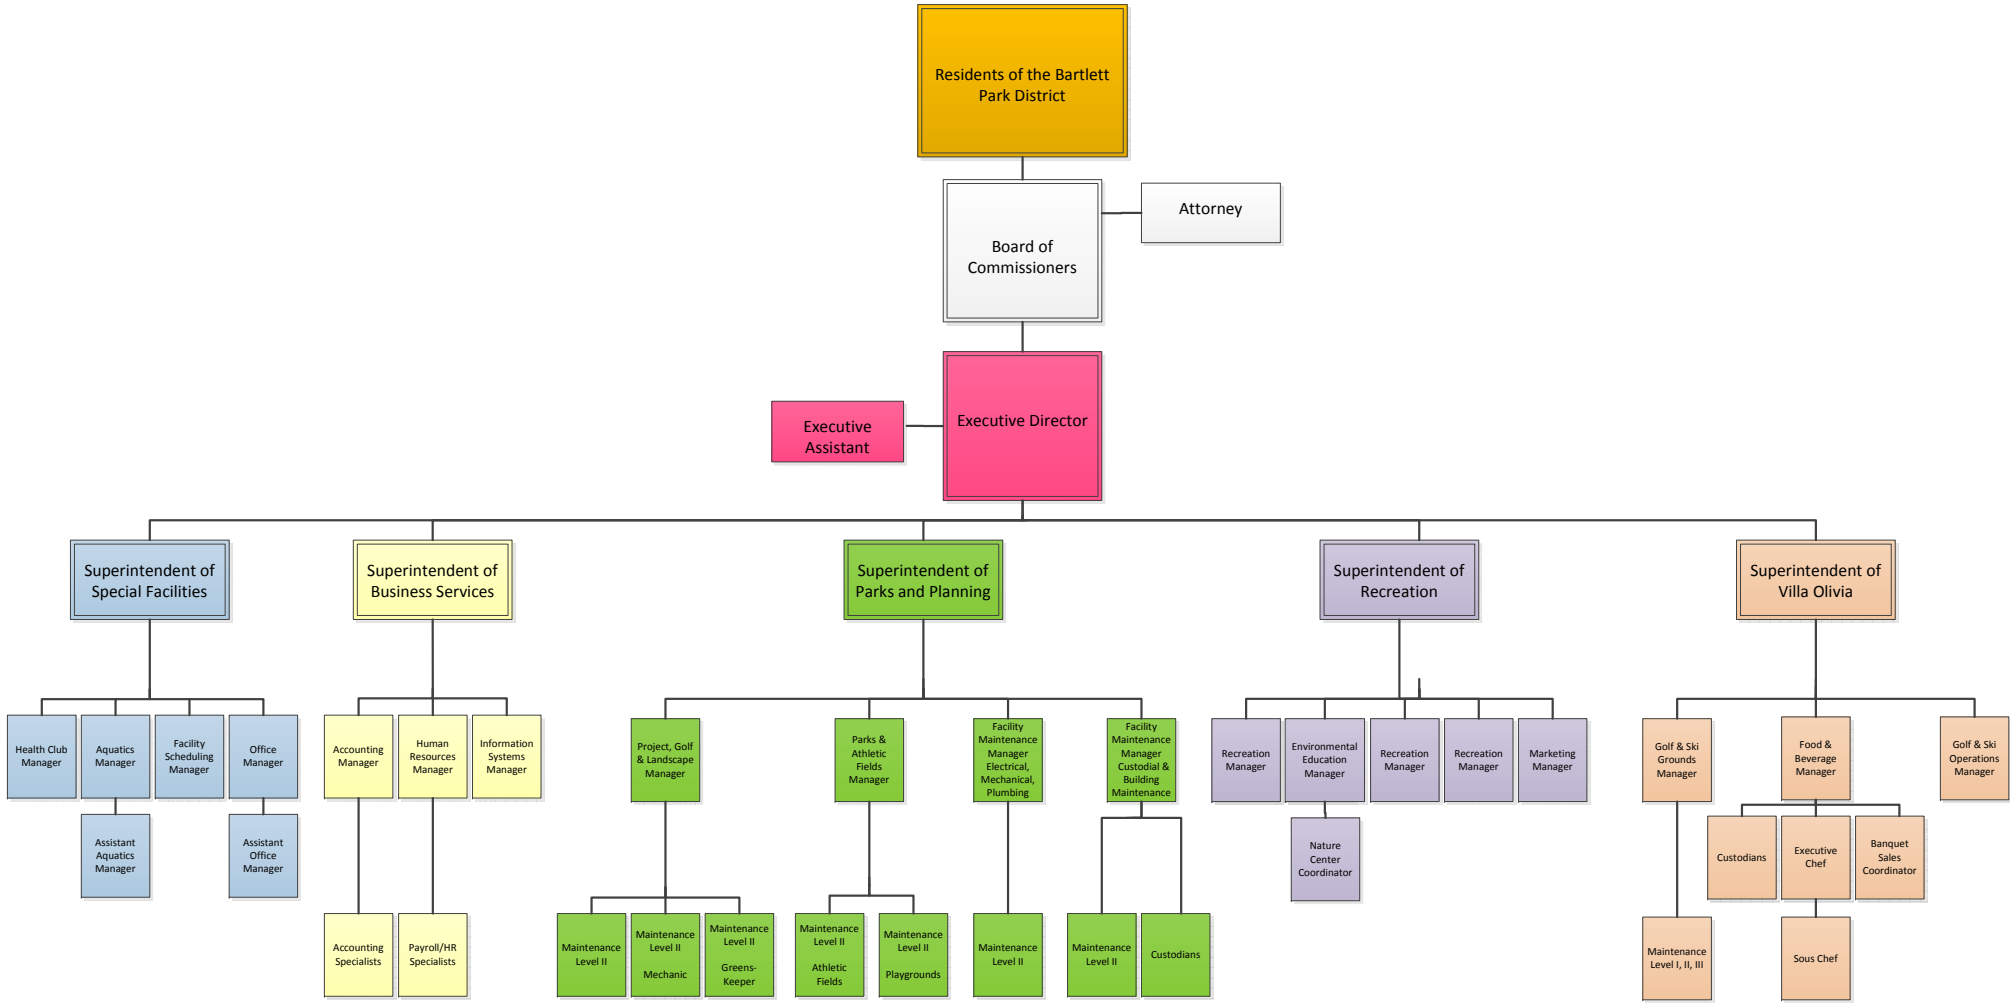 Residents of the Bartlett
Park District
Attorney
Board of
Commissioners
Executive Director
Executive
Assistant
Superintendent of
Special Facilities
Superintendent of
Business Services
Superintendent of
Parks and Planning
Superintendent of
Recreation
Superintendent of
Villa Olivia
Health Club
Manager
Aquatics
Manager
Facility
Scheduling
Manager
Office
Manager
Accounting
Manager
Human
Resources
Manager
Information
Systems
Manager
Project, Golf
& Landscape
Manager
Parks &
Athletic
Fields
Manager
Facility
Maintenance
Manager
Electrical,
Mechanical,
Plumbing
Facility
Maintenance
Manager
Custodial &
Building
Maintenance
Recreation
Manager
Environmental
Education
Manager
Recreation
Manager
Recreation
Manager
Marketing
Manager
Golf & Ski
Grounds
Manager
Food &
Beverage
Manager
Golf & Ski
Operations
Manager
Assistant
Aquatics
Manager
Assistant
Office
Manager
Nature
Center
Coordinator
Custodians
Executive
Chef
Banquet
Sales
Coordinator
Accounting
Specialists
Payroll/HR
Specialists
Maintenance
Level II
Maintenance
Level II
Mechanic
Maintenance
Level II
Greens-
Keeper
Maintenance
Level II
Athletic
Fields
Maintenance
Level II
Playgrounds
Maintenance
Level II
Maintenance
Level II
Custodians
Maintenance
Level I, II, III
Sous Chef